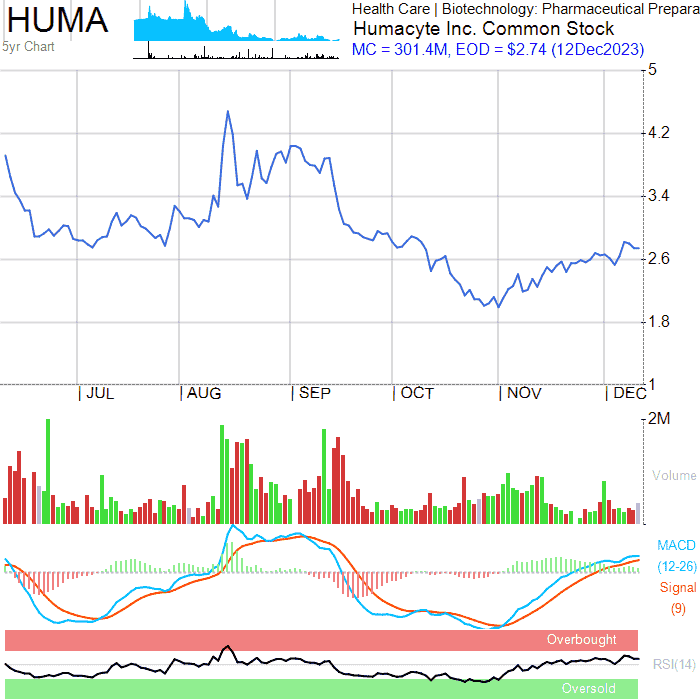 HUMA
5yr Chart
Health Care | Biotechnology: Pharmaceutical Prepara
Humacyte Inc. Common Stock
MC = 301.4M, EOD = $2.74 (12Dec2023)
5
4.2
3.4
2.6
1.8
1
JUL
AUG
SEP
OCT
NOV
DEC
2M
Volume
MACD
(12-26)
Signal
(9)
Overbought
RSI(14)
Oversold